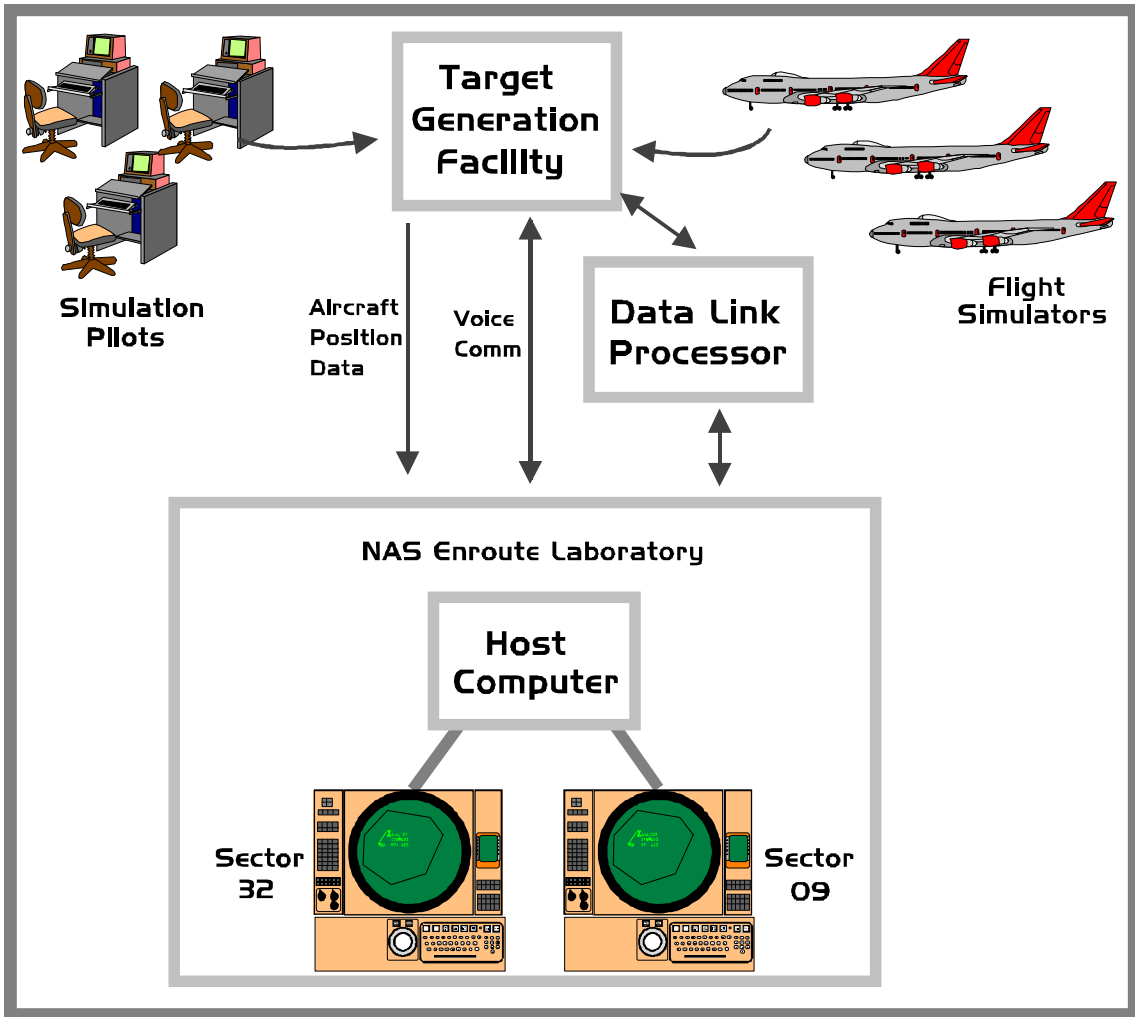 Target
Generation
Facility
Simulation
Pilots
Flight
Simulators
Aircraft
Position
Data
Voice
Comm
Data Link
Processor
NAS Enroute Laboratory
Host
Computer
Sector
32
Sector
09